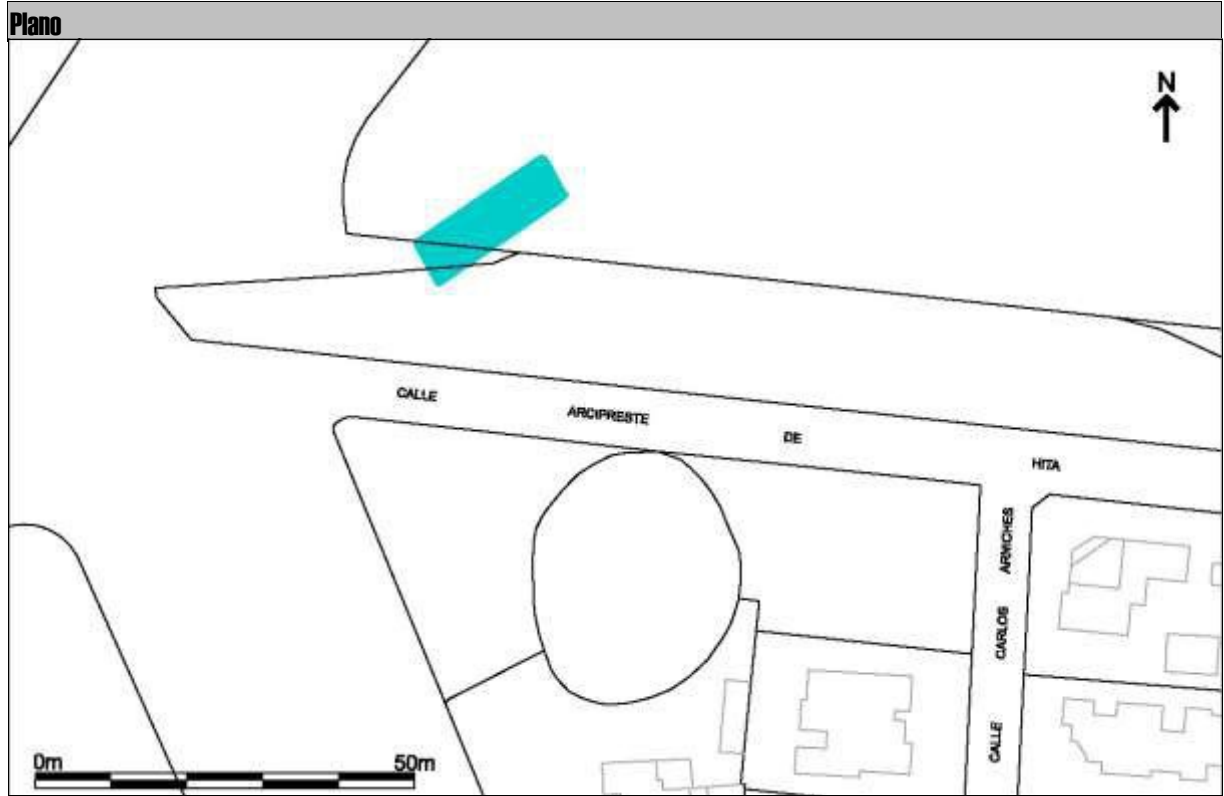 Plano
N
CALLE ARCIPRESTE DE HITA
CALLE CARLOS ARNICHES
0m 50m